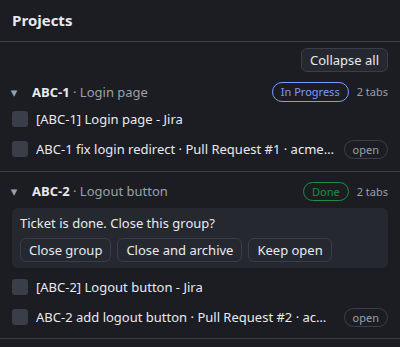 Projects
Collapse all
▾ ABC-1 · Login page In Progress 2 tabs
[ABC-1] Login page - Jira
ABC-1 fix login redirect · Pull Request #1 · acme... open
▾ ABC-2 · Logout button Done 2 tabs
Ticket is done. Close this group?
Close group Close and archive Keep open
[ABC-2] Logout button - Jira
ABC-2 add logout button · Pull Request #2 · ac... open